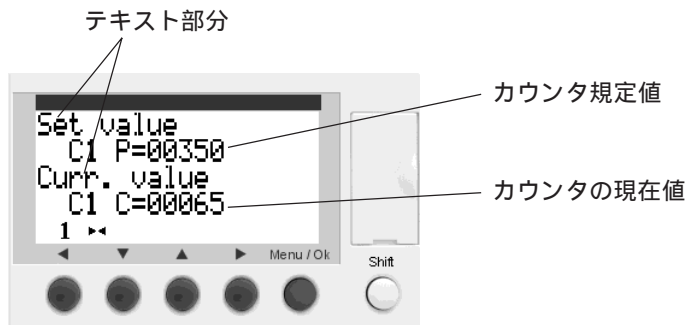 テキスト部分
カウンタ規定値
カウンタの現在値
Set value
C1 P=00350
Curr. value
C1 C=00065
1 ▸◂
◀ ▼ ▲ ▶ Menu / Ok
Shift